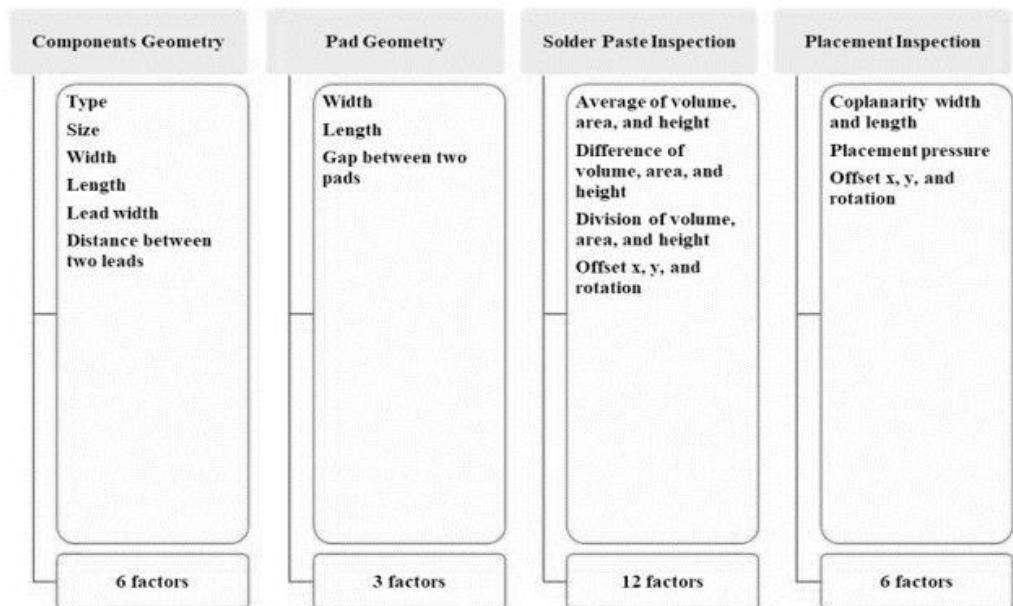 Components Geometry
Type
Size
Width
Length
Lead width
Distance between
two leads
6 factors
Pad Geometry
Width
Length
Gap between two
pads
3 factors
Solder Paste Inspection
Average of volume,
area, and height
Difference of
volume, area, and
height
Division of volume,
area, and height
Offset x, y, and
rotation
12 factors
Placement Inspection
Coplanarity width
and length
Placement pressure
Offset x, y, and
rotation
6 factors